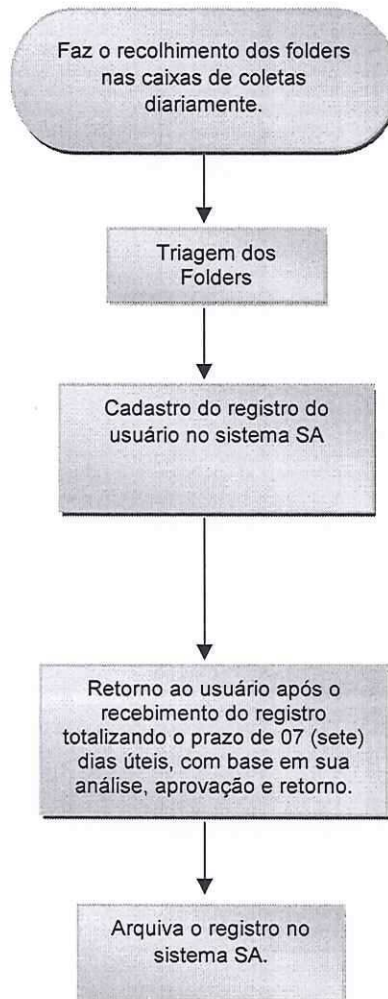 Faz o recolhimento dos folders
nas caixas de coletas
diariamente.
Triagem dos
Folders
Cadastro do registro do
usuário no sistema SA
Retorno ao usuário após o
recebimento do registro
totalizando o prazo de 07 (sete)
dias úteis, com base em sua
análise, aprovação e retorno.
Arquiva o registro no
sistema SA.